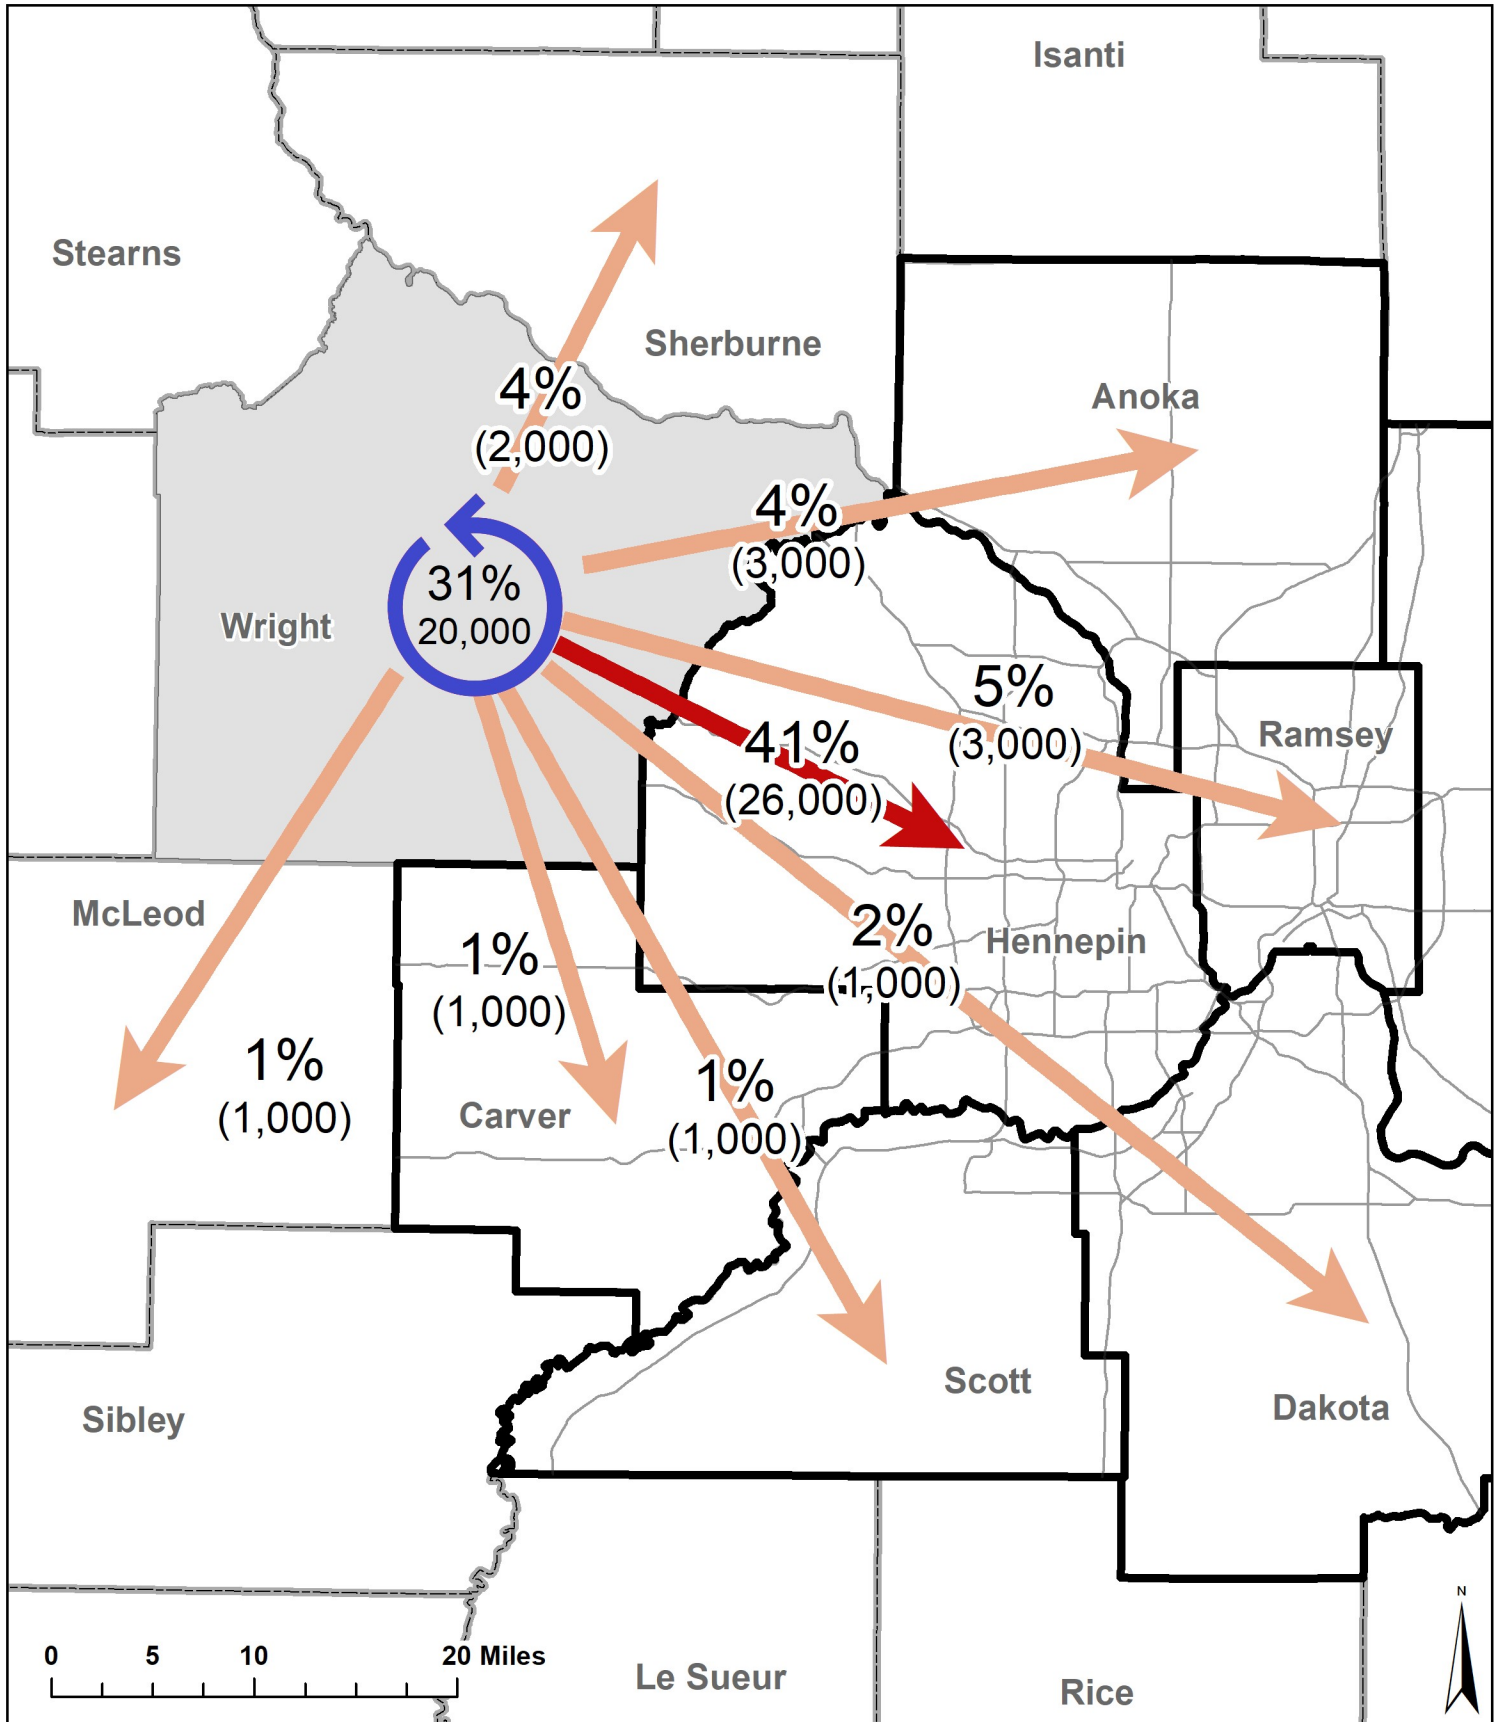 Isanti
Stearns
Sherburne
4%
(2,000)
Anoka
4%
(3,000)
31%
20,000
Wright
5%
(3,000)
Ramsey
41%
(26,000)
McLeod
2%
(1,000)
Hennepin
1%
(1,000)
1%
(1,000)
1%
(1,000)
Carver
Scott
Dakota
Sibley
N
0 5 10 20 Miles
Le Sueur
Rice